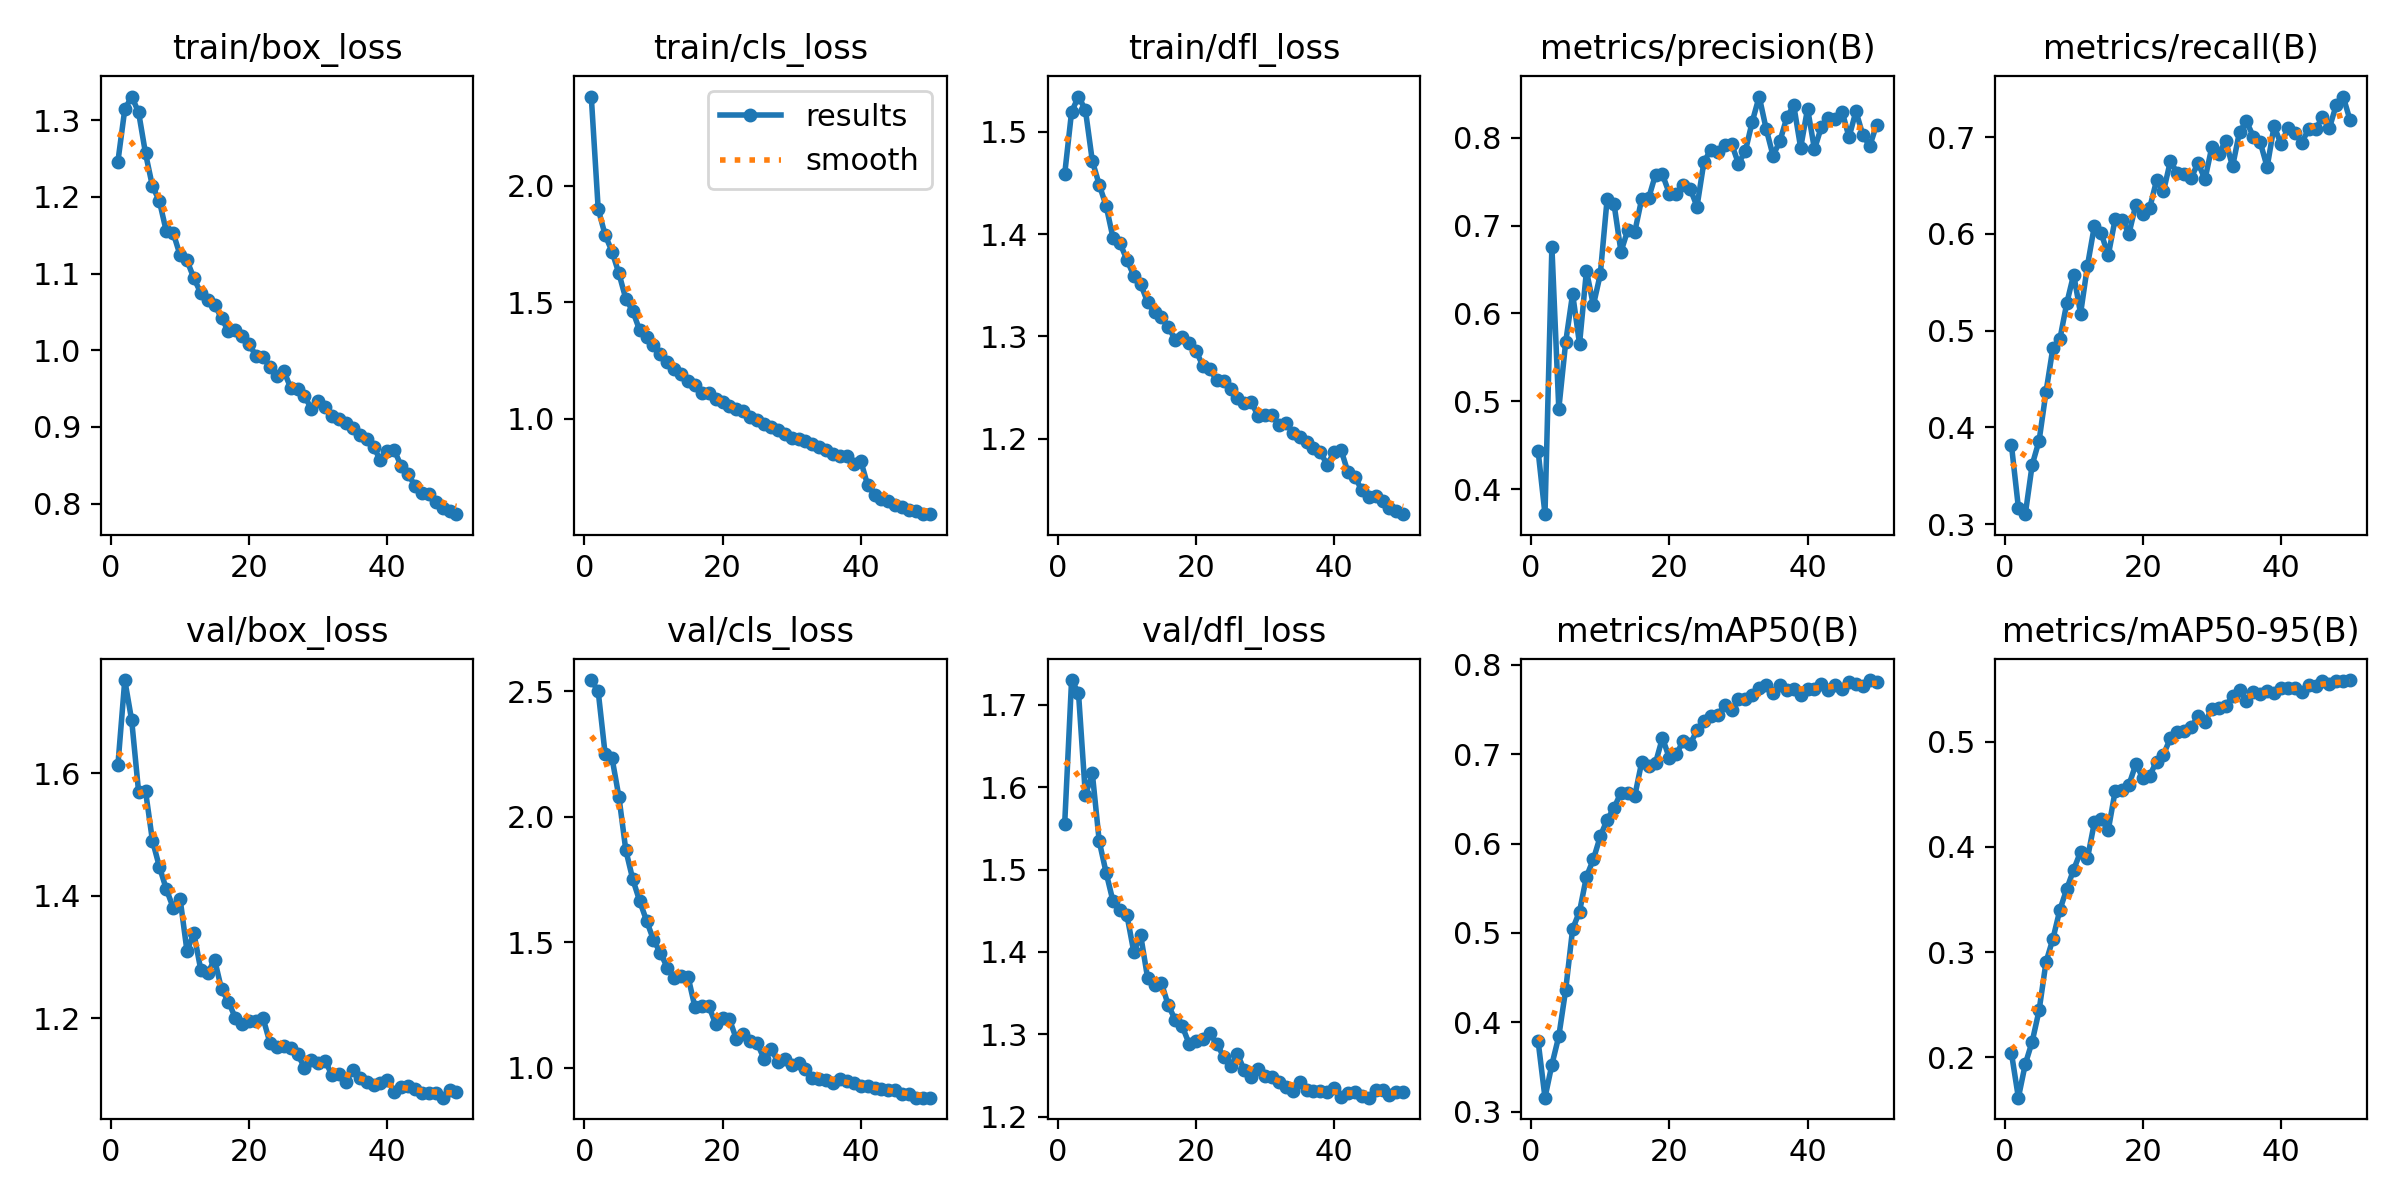 train/box_loss
1.3
1.2
1.1
1.0
0.9
0.8
0 20 40
train/cls_loss
results
smooth
2.0
1.5
1.0
0 20 40
train/dfl_loss
1.5
1.4
1.3
1.2
0 20 40
metrics/precision(B)
0.8
0.7
0.6
0.5
0.4
0 20 40
metrics/recall(B)
0.7
0.6
0.5
0.4
0.3
0 20 40
val/box_loss
1.6
1.4
1.2
0 20 40
val/cls_loss
2.5
2.0
1.5
1.0
0 20 40
val/dfl_loss
1.7
1.6
1.5
1.4
1.3
1.2
0 20 40
metrics/mAP50(B)
0.8
0.7
0.6
0.5
0.4
0.3
0 20 40
metrics/mAP50-95(B)
0.5
0.4
0.3
0.2
0 20 40